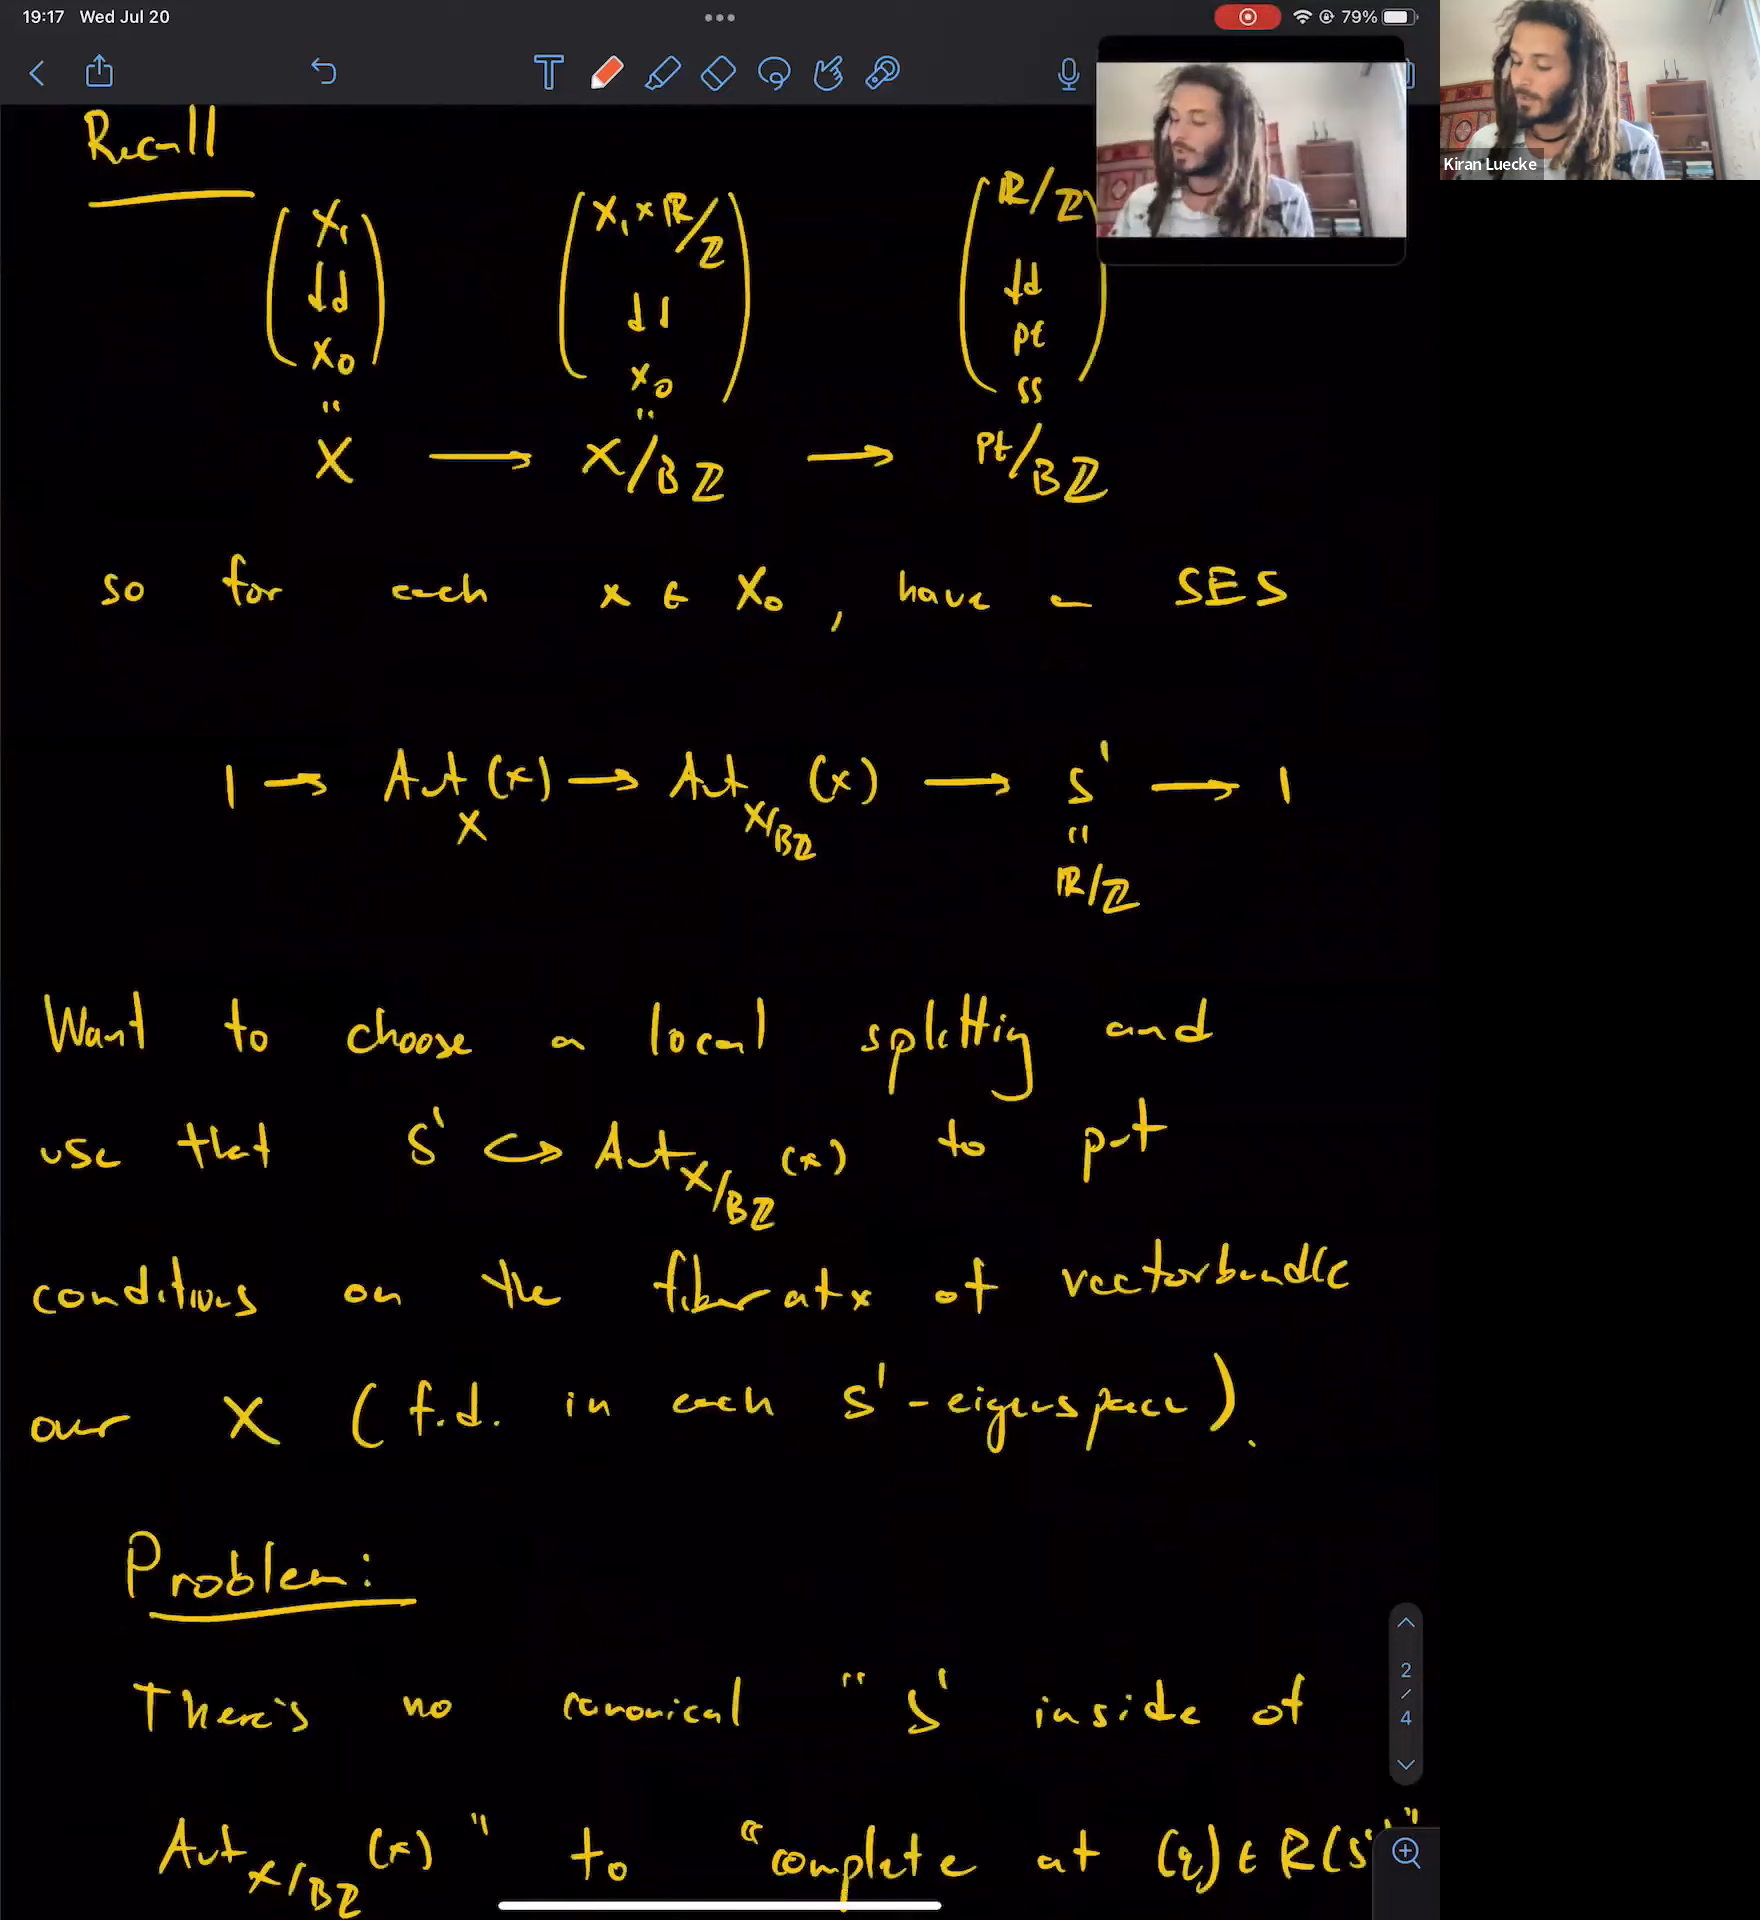 19:17 Wed Jul 20
79%
Kiran Luecke
Recall
X₁ X₁ × ℝ/ℤ ℝ/ℤ
↓↓ ↓↓ ↓↓
X₀ X₀ pt
" " SS
X → X/Bℤ → Pt/Bℤ
so for each x ∈ X₀, have a SES
1 → Aut_X (x) → Aut_{X/Bℤ} (x) → S¹ → 1
"
ℝ/ℤ
Want to choose a local splitting and
use that S¹ ↪ Aut_{X/Bℤ} (x) to put
conditions on the fiber at x of vectorbundle
over X (f.d. in each S¹-eigenspace).
Problem:
There's no canonical "S¹ inside of
Aut_{X/Bℤ} (x)" to "complete at (q) ∈ R(S¹)"
2
/
4